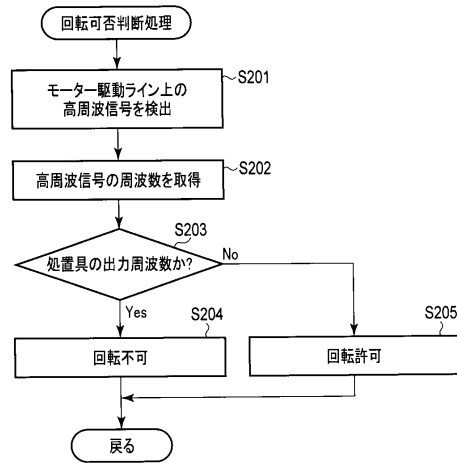 回転可否判断処理
S201
モーター駆動ライン上の
高周波信号を検出
S202
高周波信号の周波数を取得
S203
処置具の出力周波数か?
No
Yes
S204
回転不可
S205
回転許可
戻る